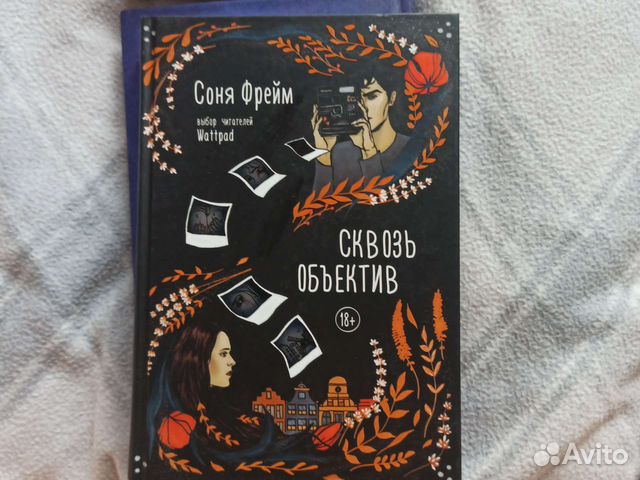 Соня Фрейм
выбор читателей
Wattpad
СКВОЗЬ
ОБЪЕКТИВ
18+
Avito